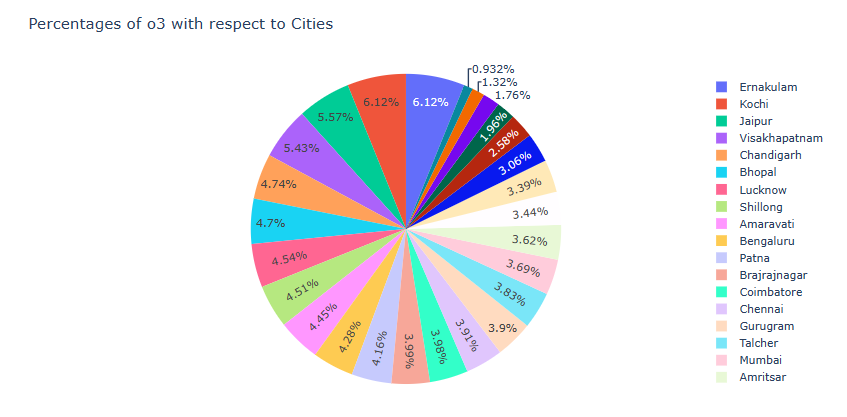 Percentages of o3 with respect to Cities
0.932%
1.32%
1.76%
6.12%
6.12%
1.96%
5.57%
2.58%
5.43%
3.06%
4.74%
3.39%
4.7%
3.44%
4.54%
3.62%
4.51%
3.69%
4.45%
3.83%
4.28%
3.9%
4.16%
3.99%
3.98%
3.91%
Ernakulam
Kochi
Jaipur
Visakhapatnam
Chandigarh
Bhopal
Lucknow
Shillong
Amaravati
Bengaluru
Patna
Brajrajnagar
Coimbatore
Chennai
Gurugram
Talcher
Mumbai
Amritsar